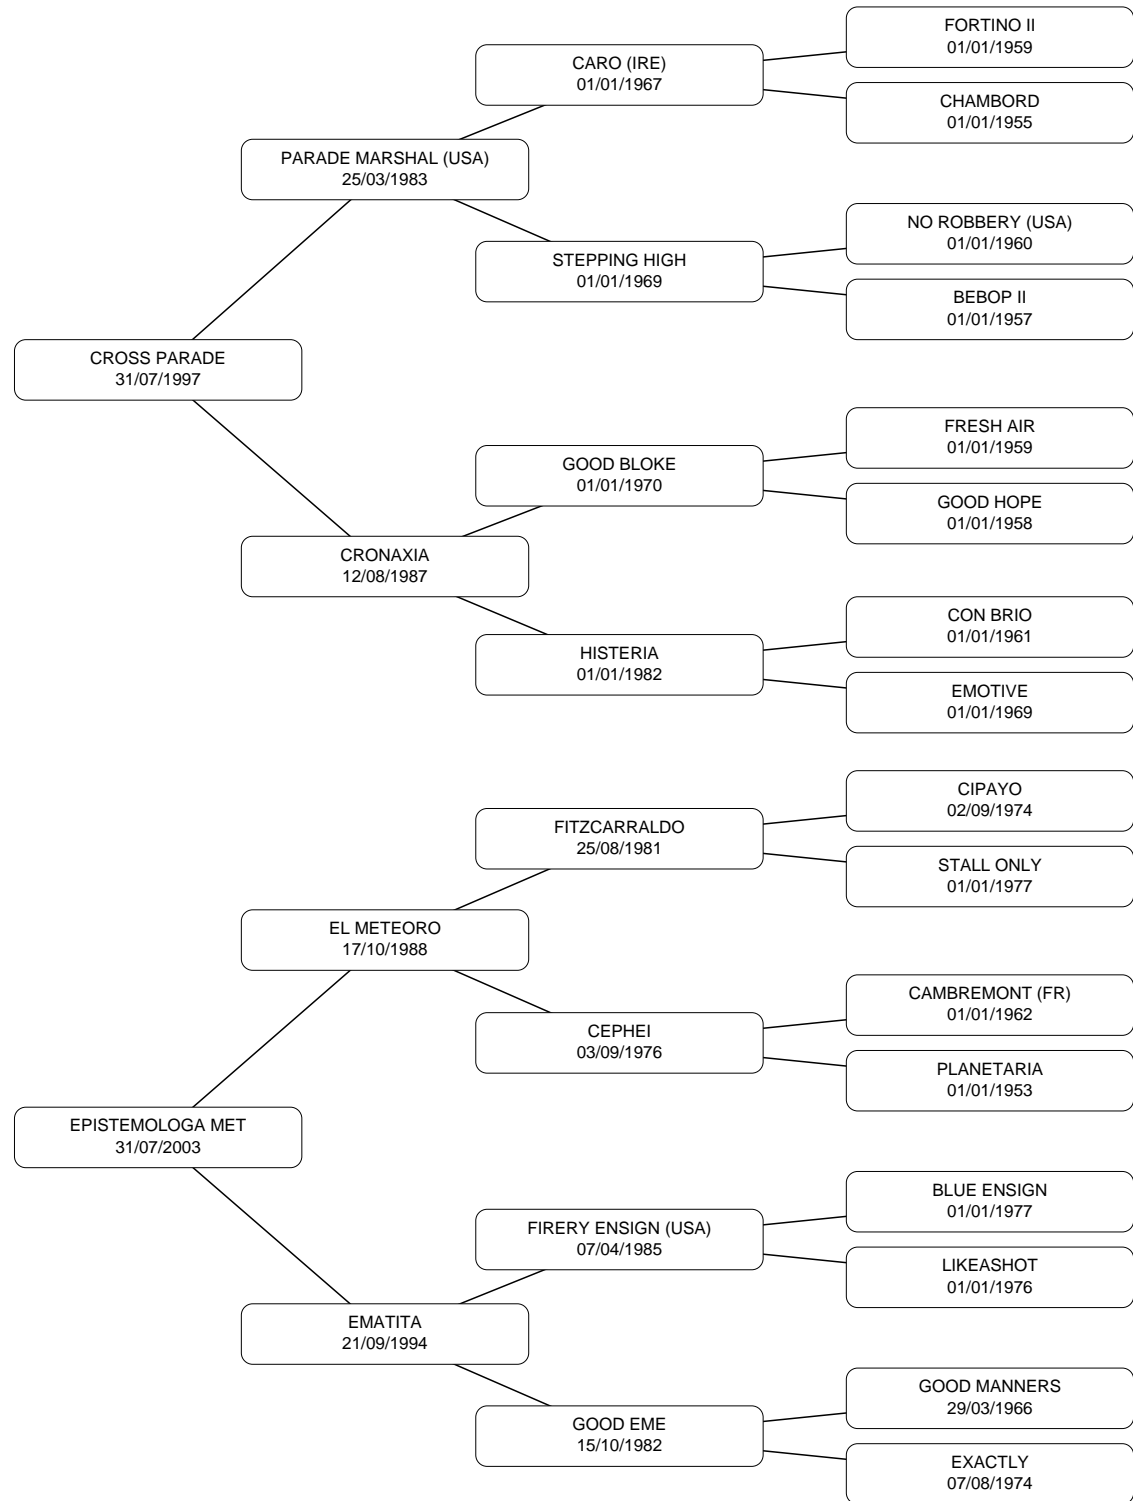 FORTINO II
01/01/1959
CARO (IRE)
01/01/1967
CHAMBORD
01/01/1955
PARADE MARSHAL (USA)
25/03/1983
NO ROBBERY (USA)
01/01/1960
STEPPING HIGH
01/01/1969
BEBOP II
01/01/1957
CROSS PARADE
31/07/1997
FRESH AIR
01/01/1959
GOOD BLOKE
01/01/1970
GOOD HOPE
01/01/1958
CRONAXIA
12/08/1987
CON BRIO
01/01/1961
HISTERIA
01/01/1982
EMOTIVE
01/01/1969
CIPAYO
02/09/1974
FITZCARRALDO
25/08/1981
STALL ONLY
01/01/1977
EL METEORO
17/10/1988
CAMBREMONT (FR)
01/01/1962
CEPHEI
03/09/1976
PLANETARIA
01/01/1953
EPISTEMOLOGA MET
31/07/2003
BLUE ENSIGN
01/01/1977
FIRERY ENSIGN (USA)
07/04/1985
LIKEASHOT
01/01/1976
EMATITA
21/09/1994
GOOD MANNERS
29/03/1966
GOOD EME
15/10/1982
EXACTLY
07/08/1974